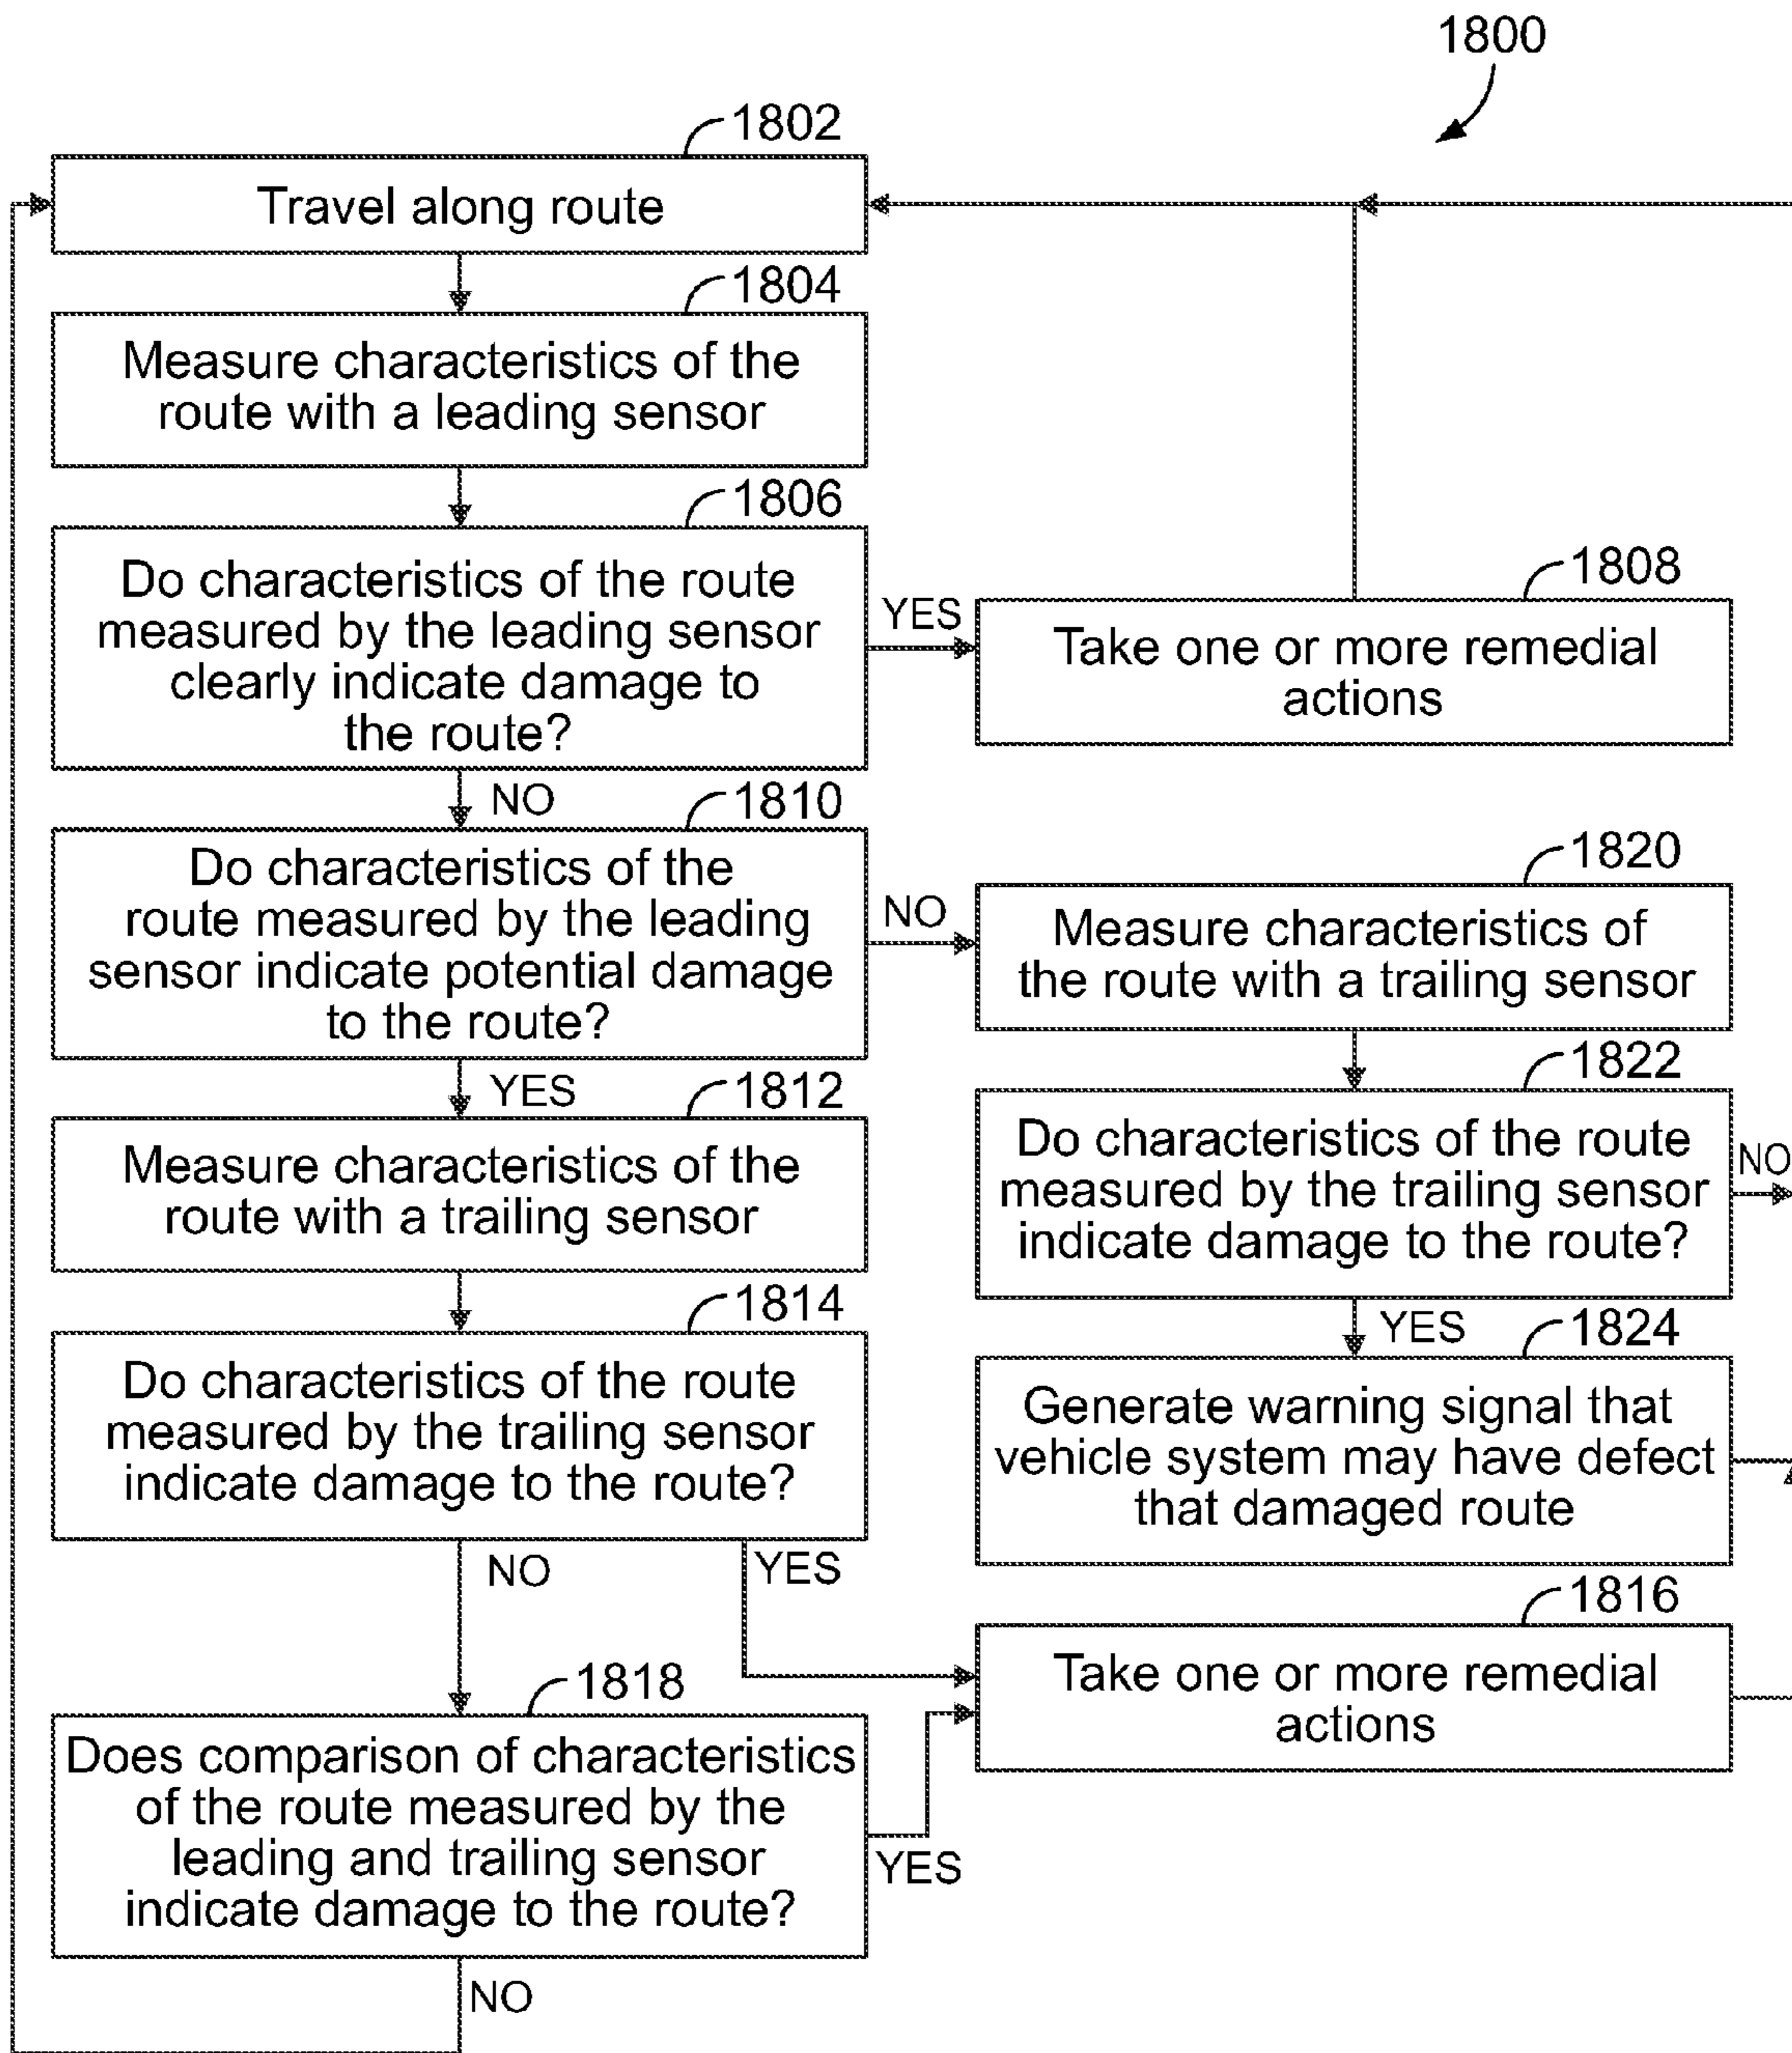 1800
1802
Travel along route
1804
Measure characteristics of the
route with a leading sensor
1806
Do characteristics of the route
measured by the leading sensor
clearly indicate damage to
the route?
YES
1808
Take one or more remedial
actions
NO
1810
Do characteristics of the
route measured by the leading
sensor indicate potential damage
to the route?
NO
1820
Measure characteristics of
the route with a trailing sensor
YES
1812
Measure characteristics of the
route with a trailing sensor
1822
Do characteristics of the route
measured by the trailing sensor
indicate damage to the route?
NO
1814
Do characteristics of the route
measured by the trailing sensor
indicate damage to the route?
YES
1824
Generate warning signal that
vehicle system may have defect
that damaged route
NO
YES
1816
Take one or more remedial
actions
1818
Does comparison of characteristics
of the route measured by the
leading and trailing sensor
indicate damage to the route?
YES
NO